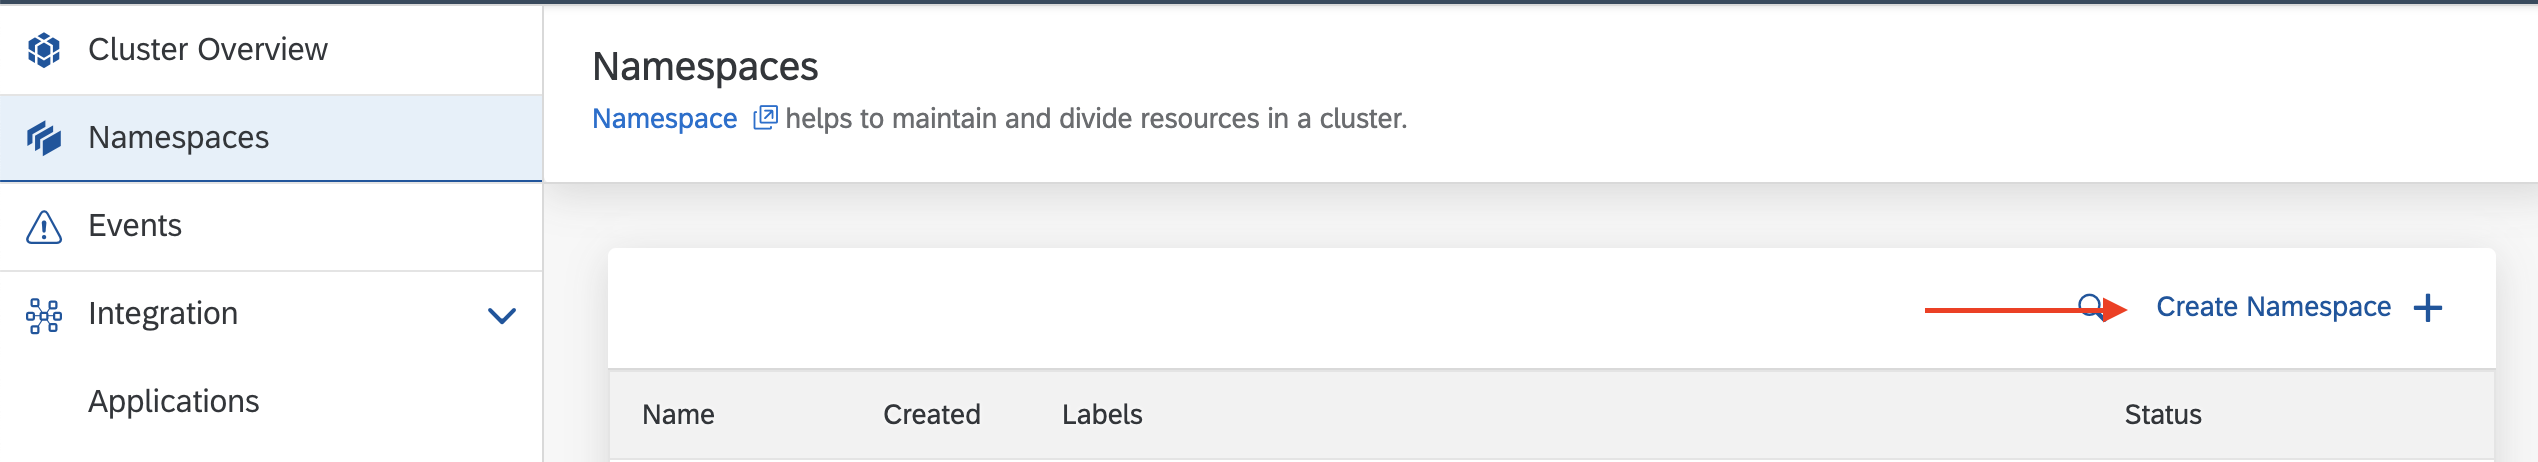 Cluster Overview
Namespaces
Events
Integration
Applications
Namespaces
Namespace helps to maintain and divide resources in a cluster.
Create Namespace
Name Created Labels Status